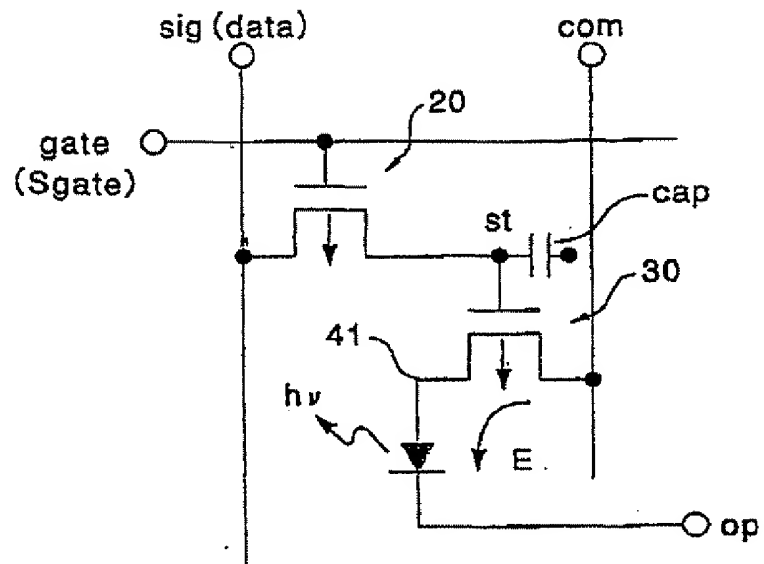 sig (data)
com
20
gate
(Sgate)
cap
st
30
41
hν
E
op